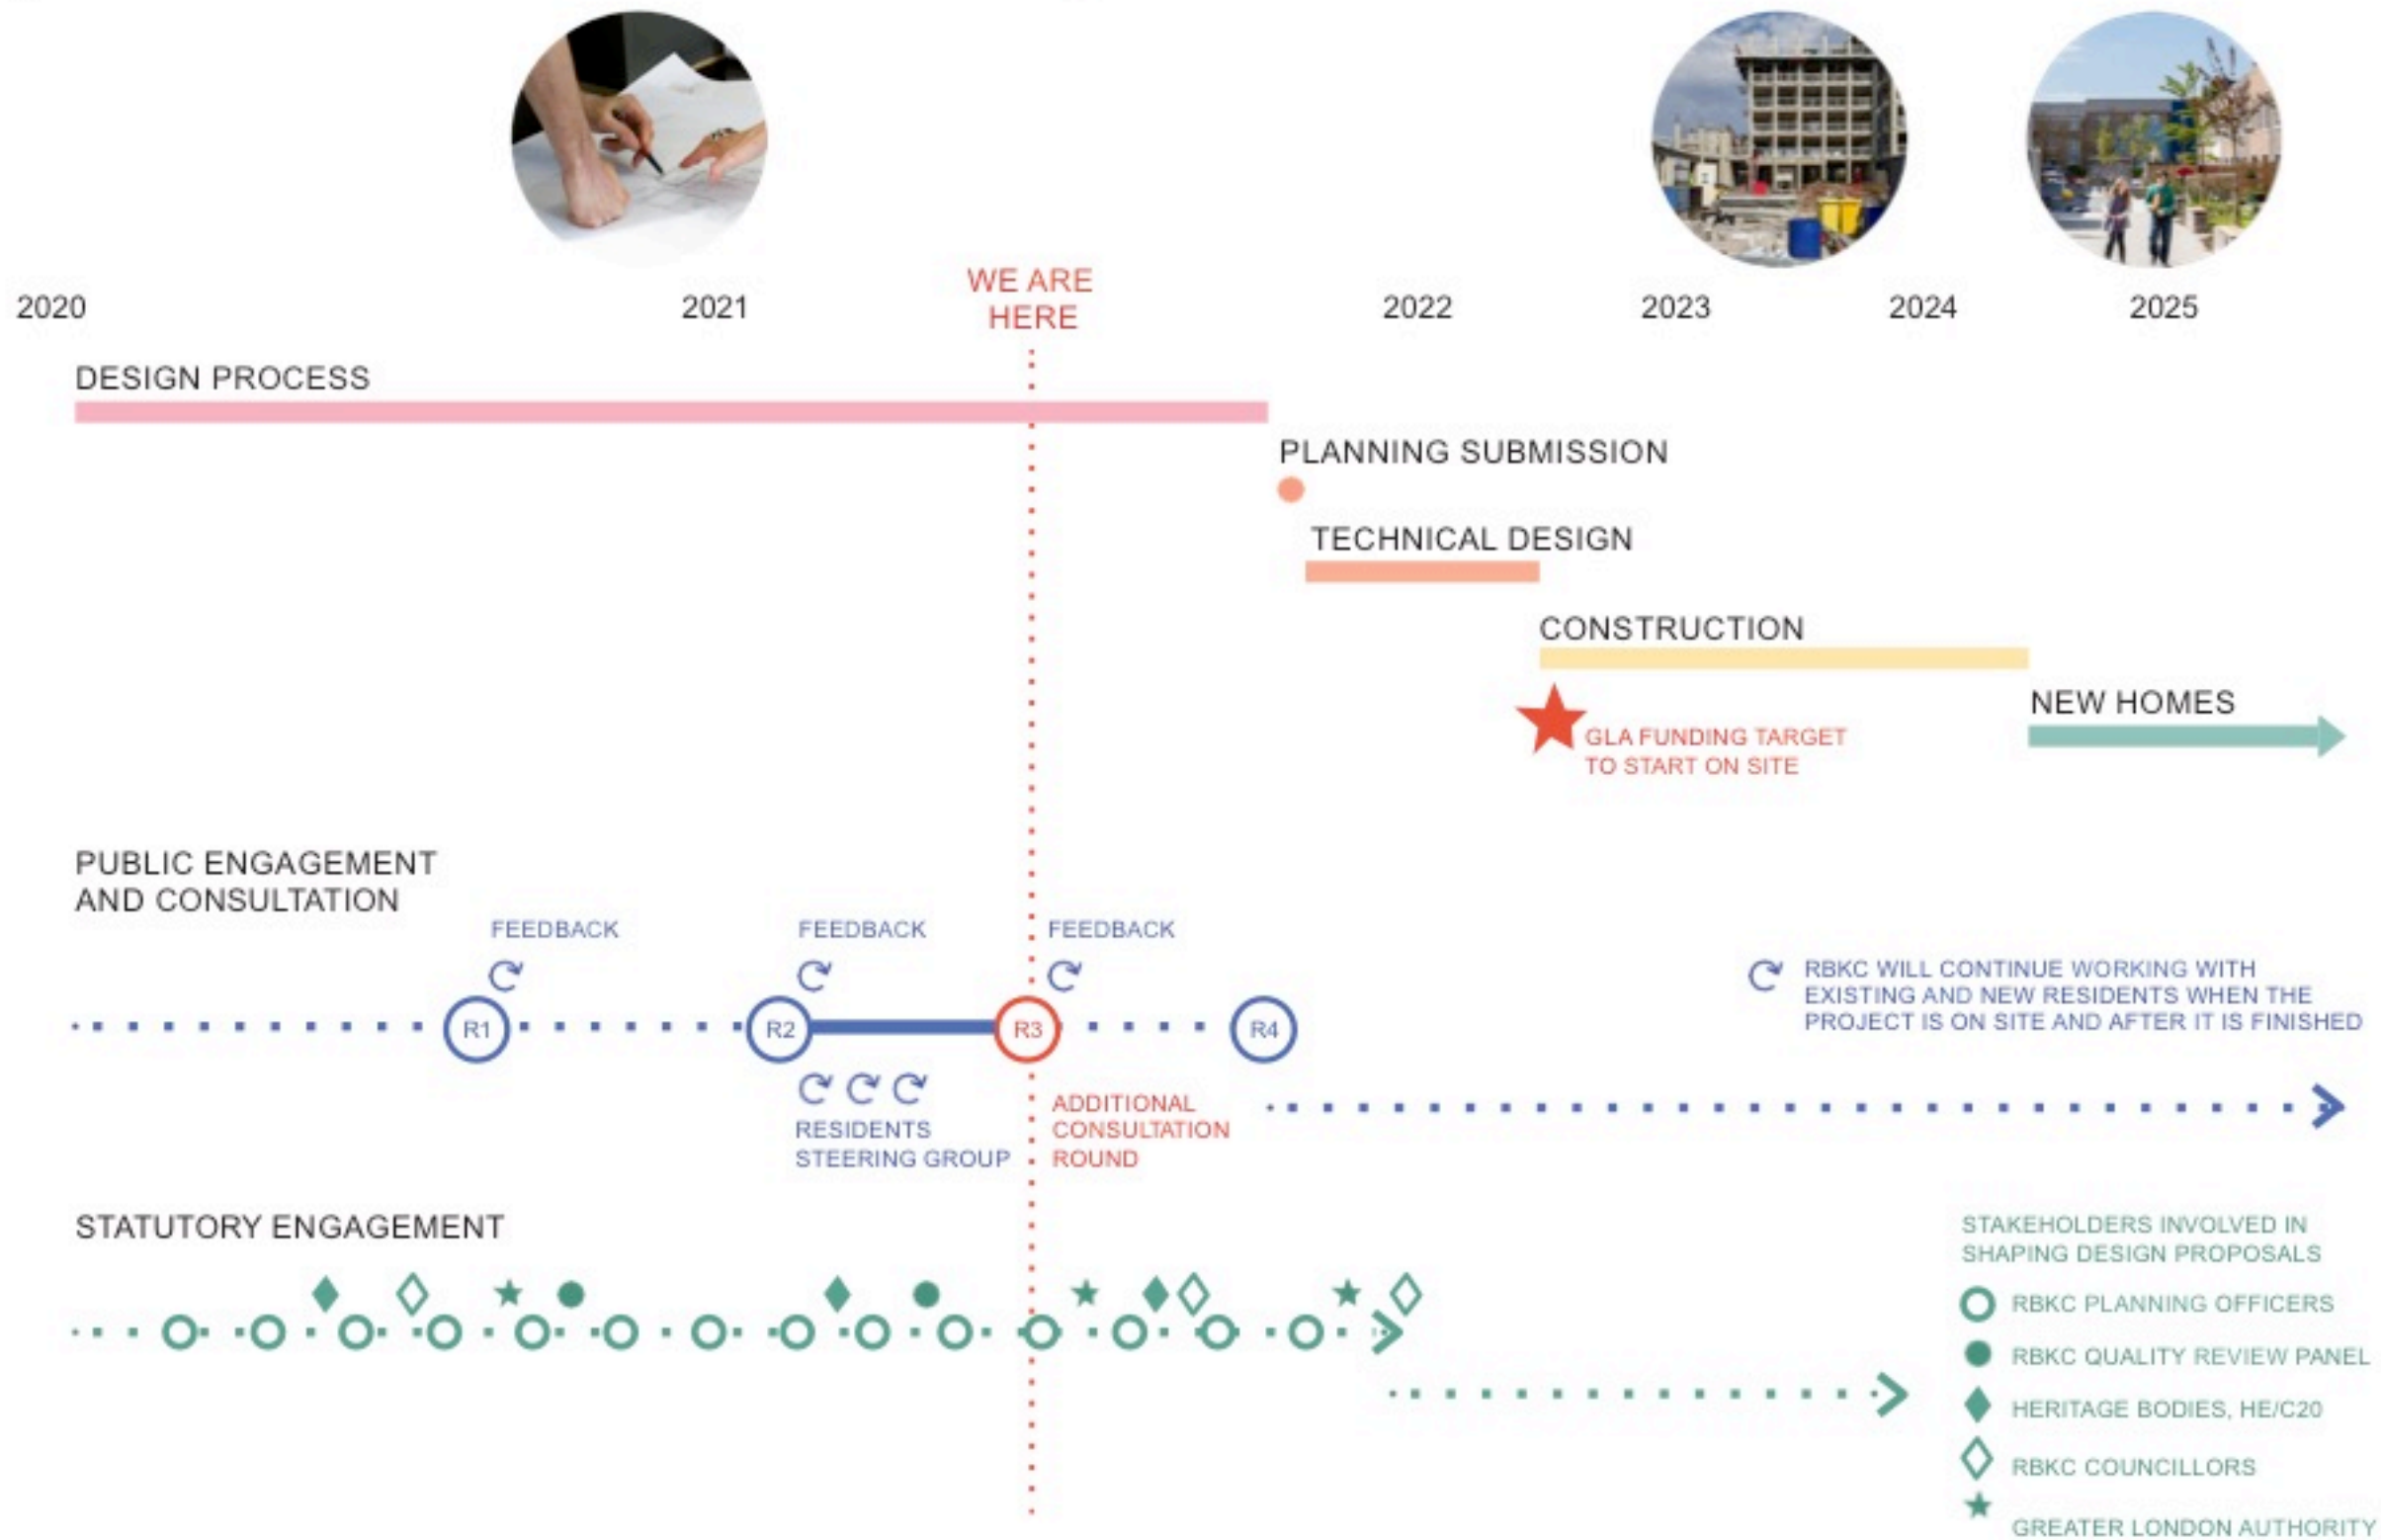 2020
2021
WE ARE
HERE
2022
2023
2024
2025
DESIGN PROCESS
PLANNING SUBMISSION
TECHNICAL DESIGN
CONSTRUCTION
GLA FUNDING TARGET
TO START ON SITE
NEW HOMES
PUBLIC ENGAGEMENT
AND CONSULTATION
FEEDBACK
FEEDBACK
FEEDBACK
R1
R2
R3
R4
RBKC WILL CONTINUE WORKING WITH
EXISTING AND NEW RESIDENTS WHEN THE
PROJECT IS ON SITE AND AFTER IT IS FINISHED
RESIDENTS
STEERING GROUP
ADDITIONAL
CONSULTATION
ROUND
STATUTORY ENGAGEMENT
STAKEHOLDERS INVOLVED IN
SHAPING DESIGN PROPOSALS
RBKC PLANNING OFFICERS
RBKC QUALITY REVIEW PANEL
HERITAGE BODIES, HE/C20
RBKC COUNCILLORS
GREATER LONDON AUTHORITY